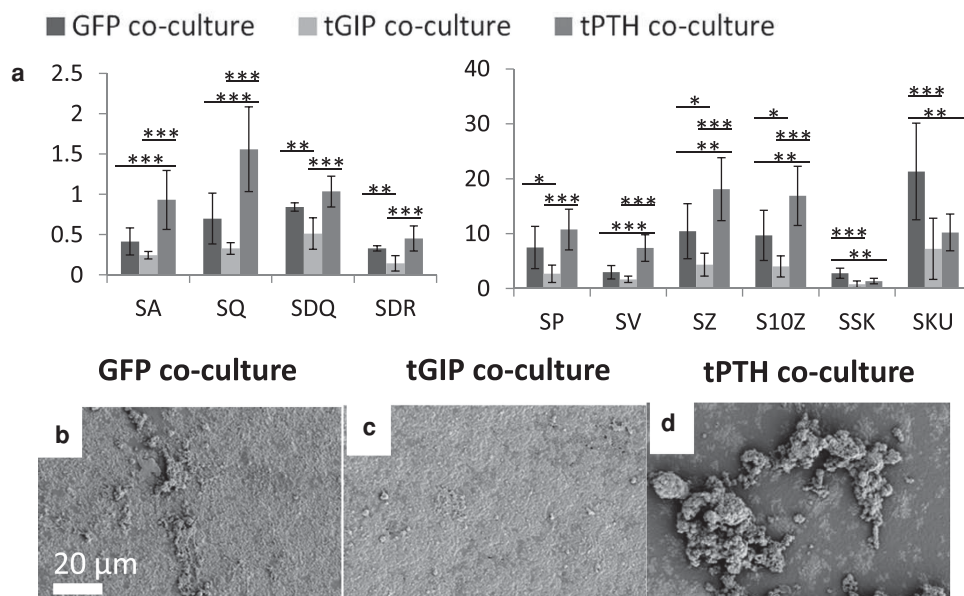 GFP co-culture tGIP co-culture tPTH co-culture
a
2.5
2
1.5
1
0.5
0
*** *** *** *** ** *** ** ***
SA SQ SDQ SDR
40
30
20
10
0
* *** *** *** * *** ** * *** ** *** ** *** **
SP SV SZ S10Z SSK SKU
GFP co-culture tGIP co-culture tPTH co-culture
b c d
20 µm